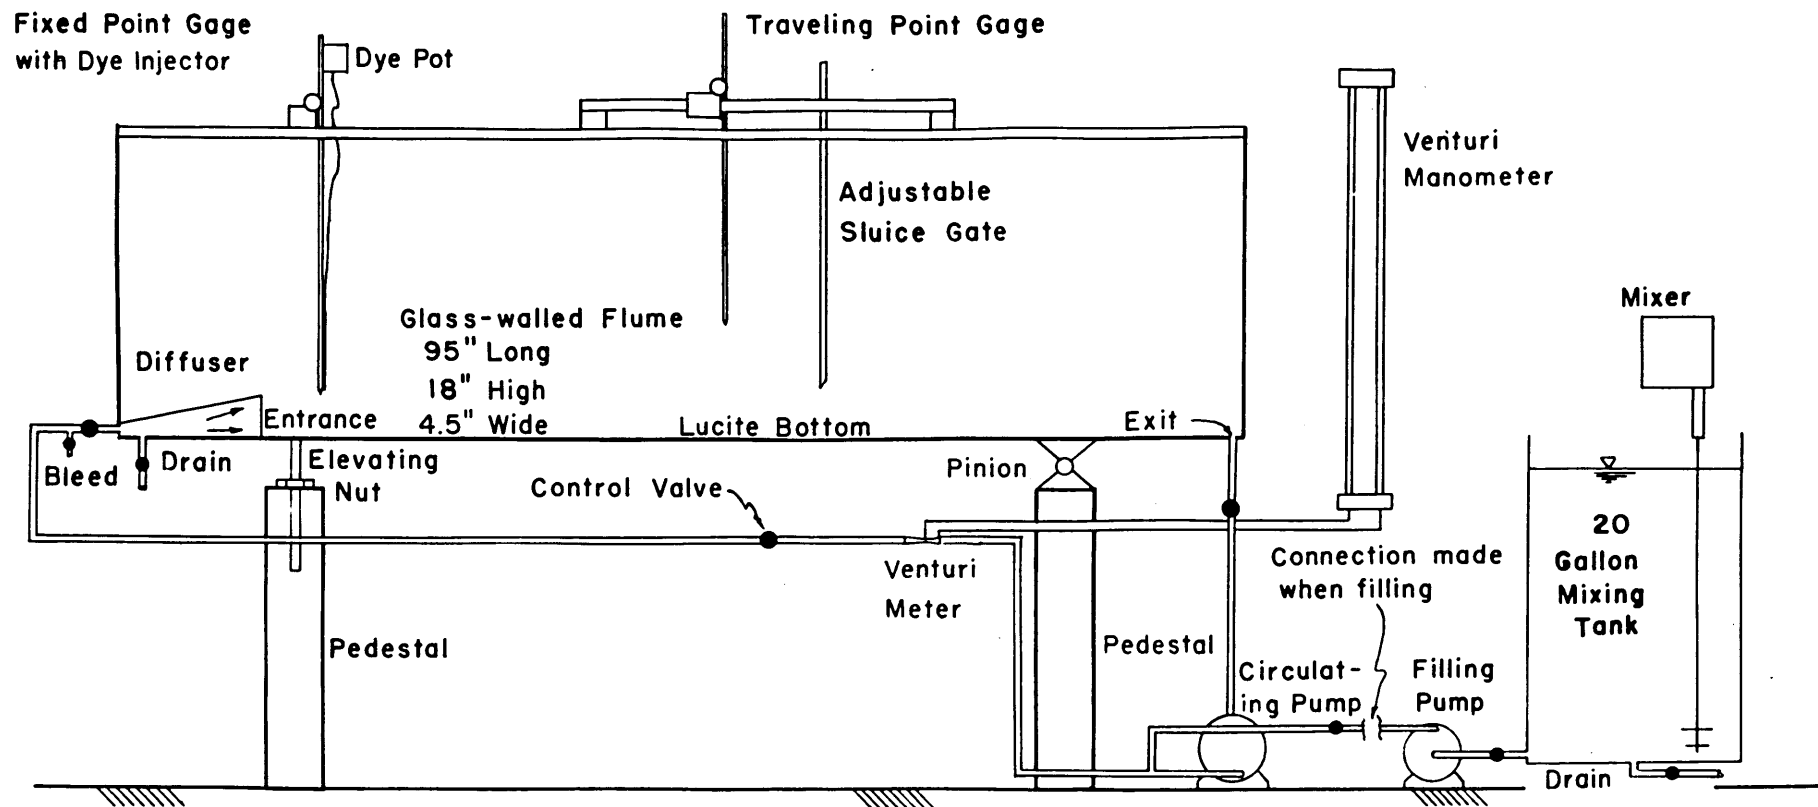 Fixed Point Gage
with Dye Injector
Dye Pot
Traveling Point Gage
Venturi
Manometer
Adjustable
Sluice Gate
Mixer
Glass-walled Flume
95" Long
18" High
4.5" Wide
Diffuser
Entrance
Lucite Bottom
Exit
Bleed
Drain
Elevating
Nut
Control Valve
Pinion
20
Gallon
Mixing
Tank
Connection made
when filling
Venturi
Meter
Pedestal
Pedestal
Circulat-
ing Pump
Filling
Pump
Drain